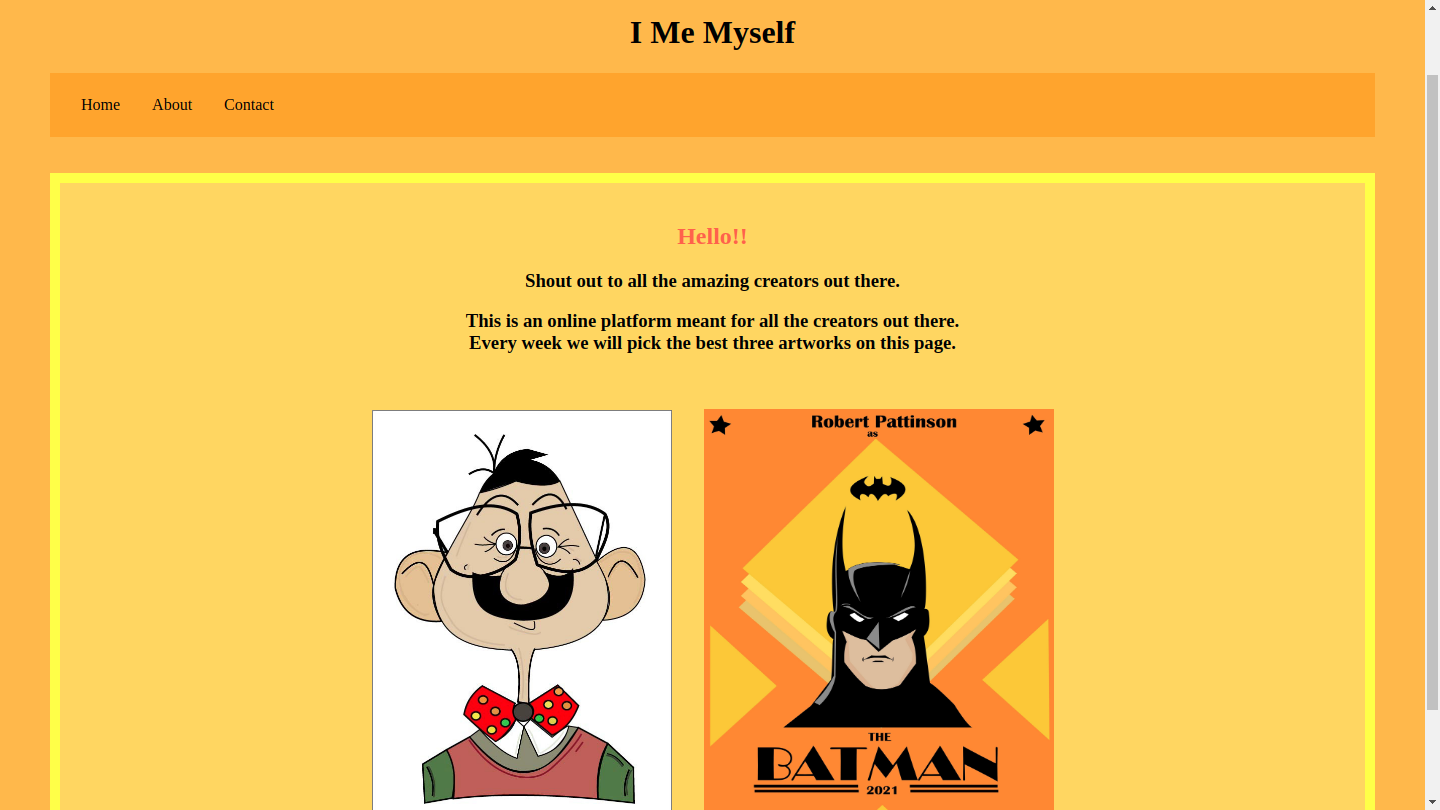 I Me Myself
Home About Contact
Hello!!
Shout out to all the amazing creators out there.
This is an online platform meant for all the creators out there.
Every week we will pick the best three artworks on this page.
Robert Pattinson
as
THE
BATMAN
2021